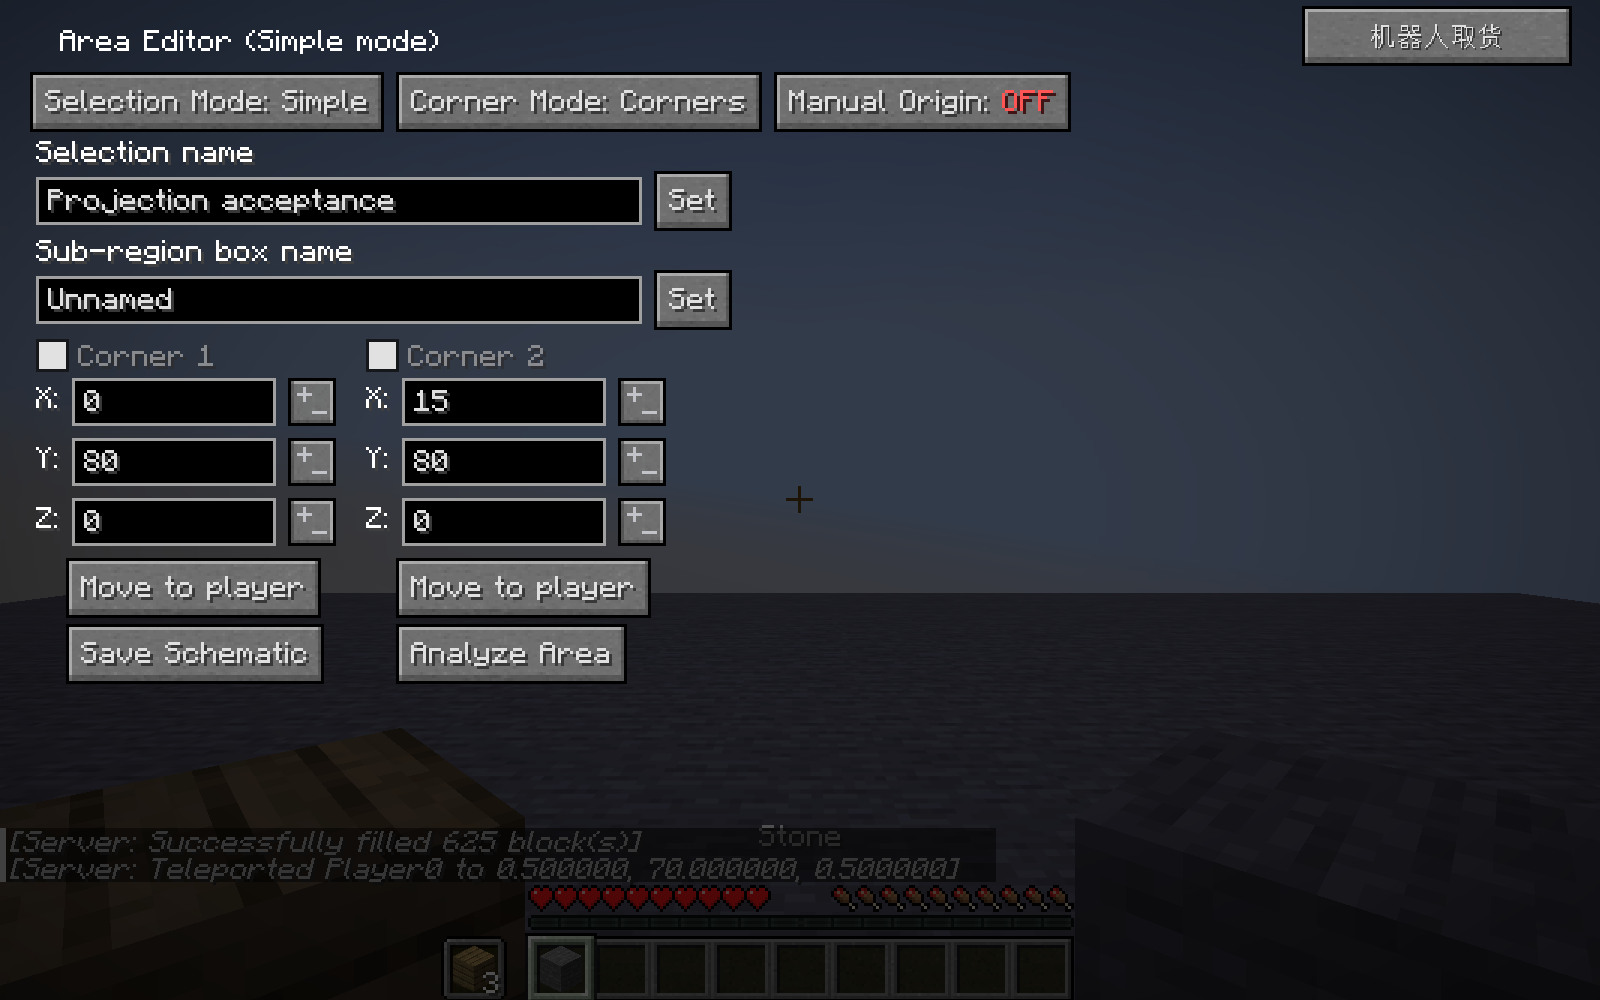 Area Editor (Simple mode)
机器人取货
Selection Mode: Simple
Corner Mode: Corners
Manual Origin: OFF
Selection name
Projection acceptance
Set
Sub-region box name
Unnamed
Set
Corner 1
Corner 2
X: 0
X: 15
Y: 80
Y: 80
Z: 0
Z: 0
Move to player
Move to player
Save Schematic
Analyze Area
[Server: Successfully filled 625 block(s)]
Stone
[Server: Teleported Player0 to 0.500000, 70.000000, 0.500000]
3